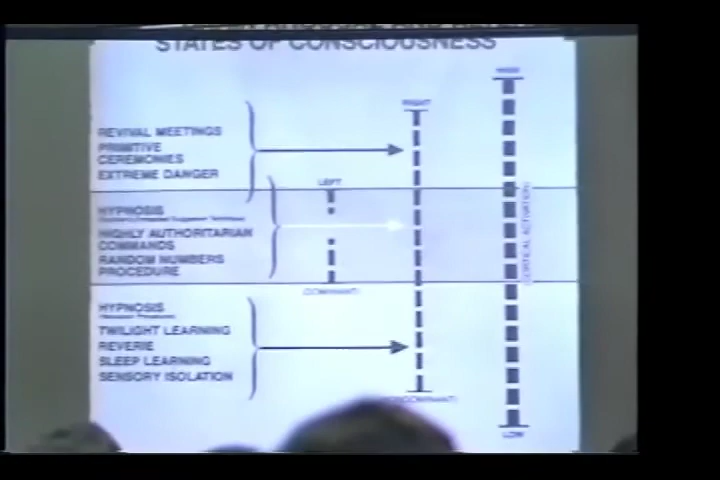 STATES OF CONSCIOUSNESS
HIGH
RIGHT
REVIVAL MEETINGS
PRIMITIVE
CEREMONIES
EXTREME DANGER
LEFT
HYPNOSIS
HIGHLY AUTHORITARIAN
COMMANDS
RANDOM NUMBERS
PROCEDURE
(CORTICAL ACTIVATION)
(DOMINANT)
HYPNOSIS
TWILIGHT LEARNING
REVERIE
SLEEP LEARNING
SENSORY ISOLATION
LOW